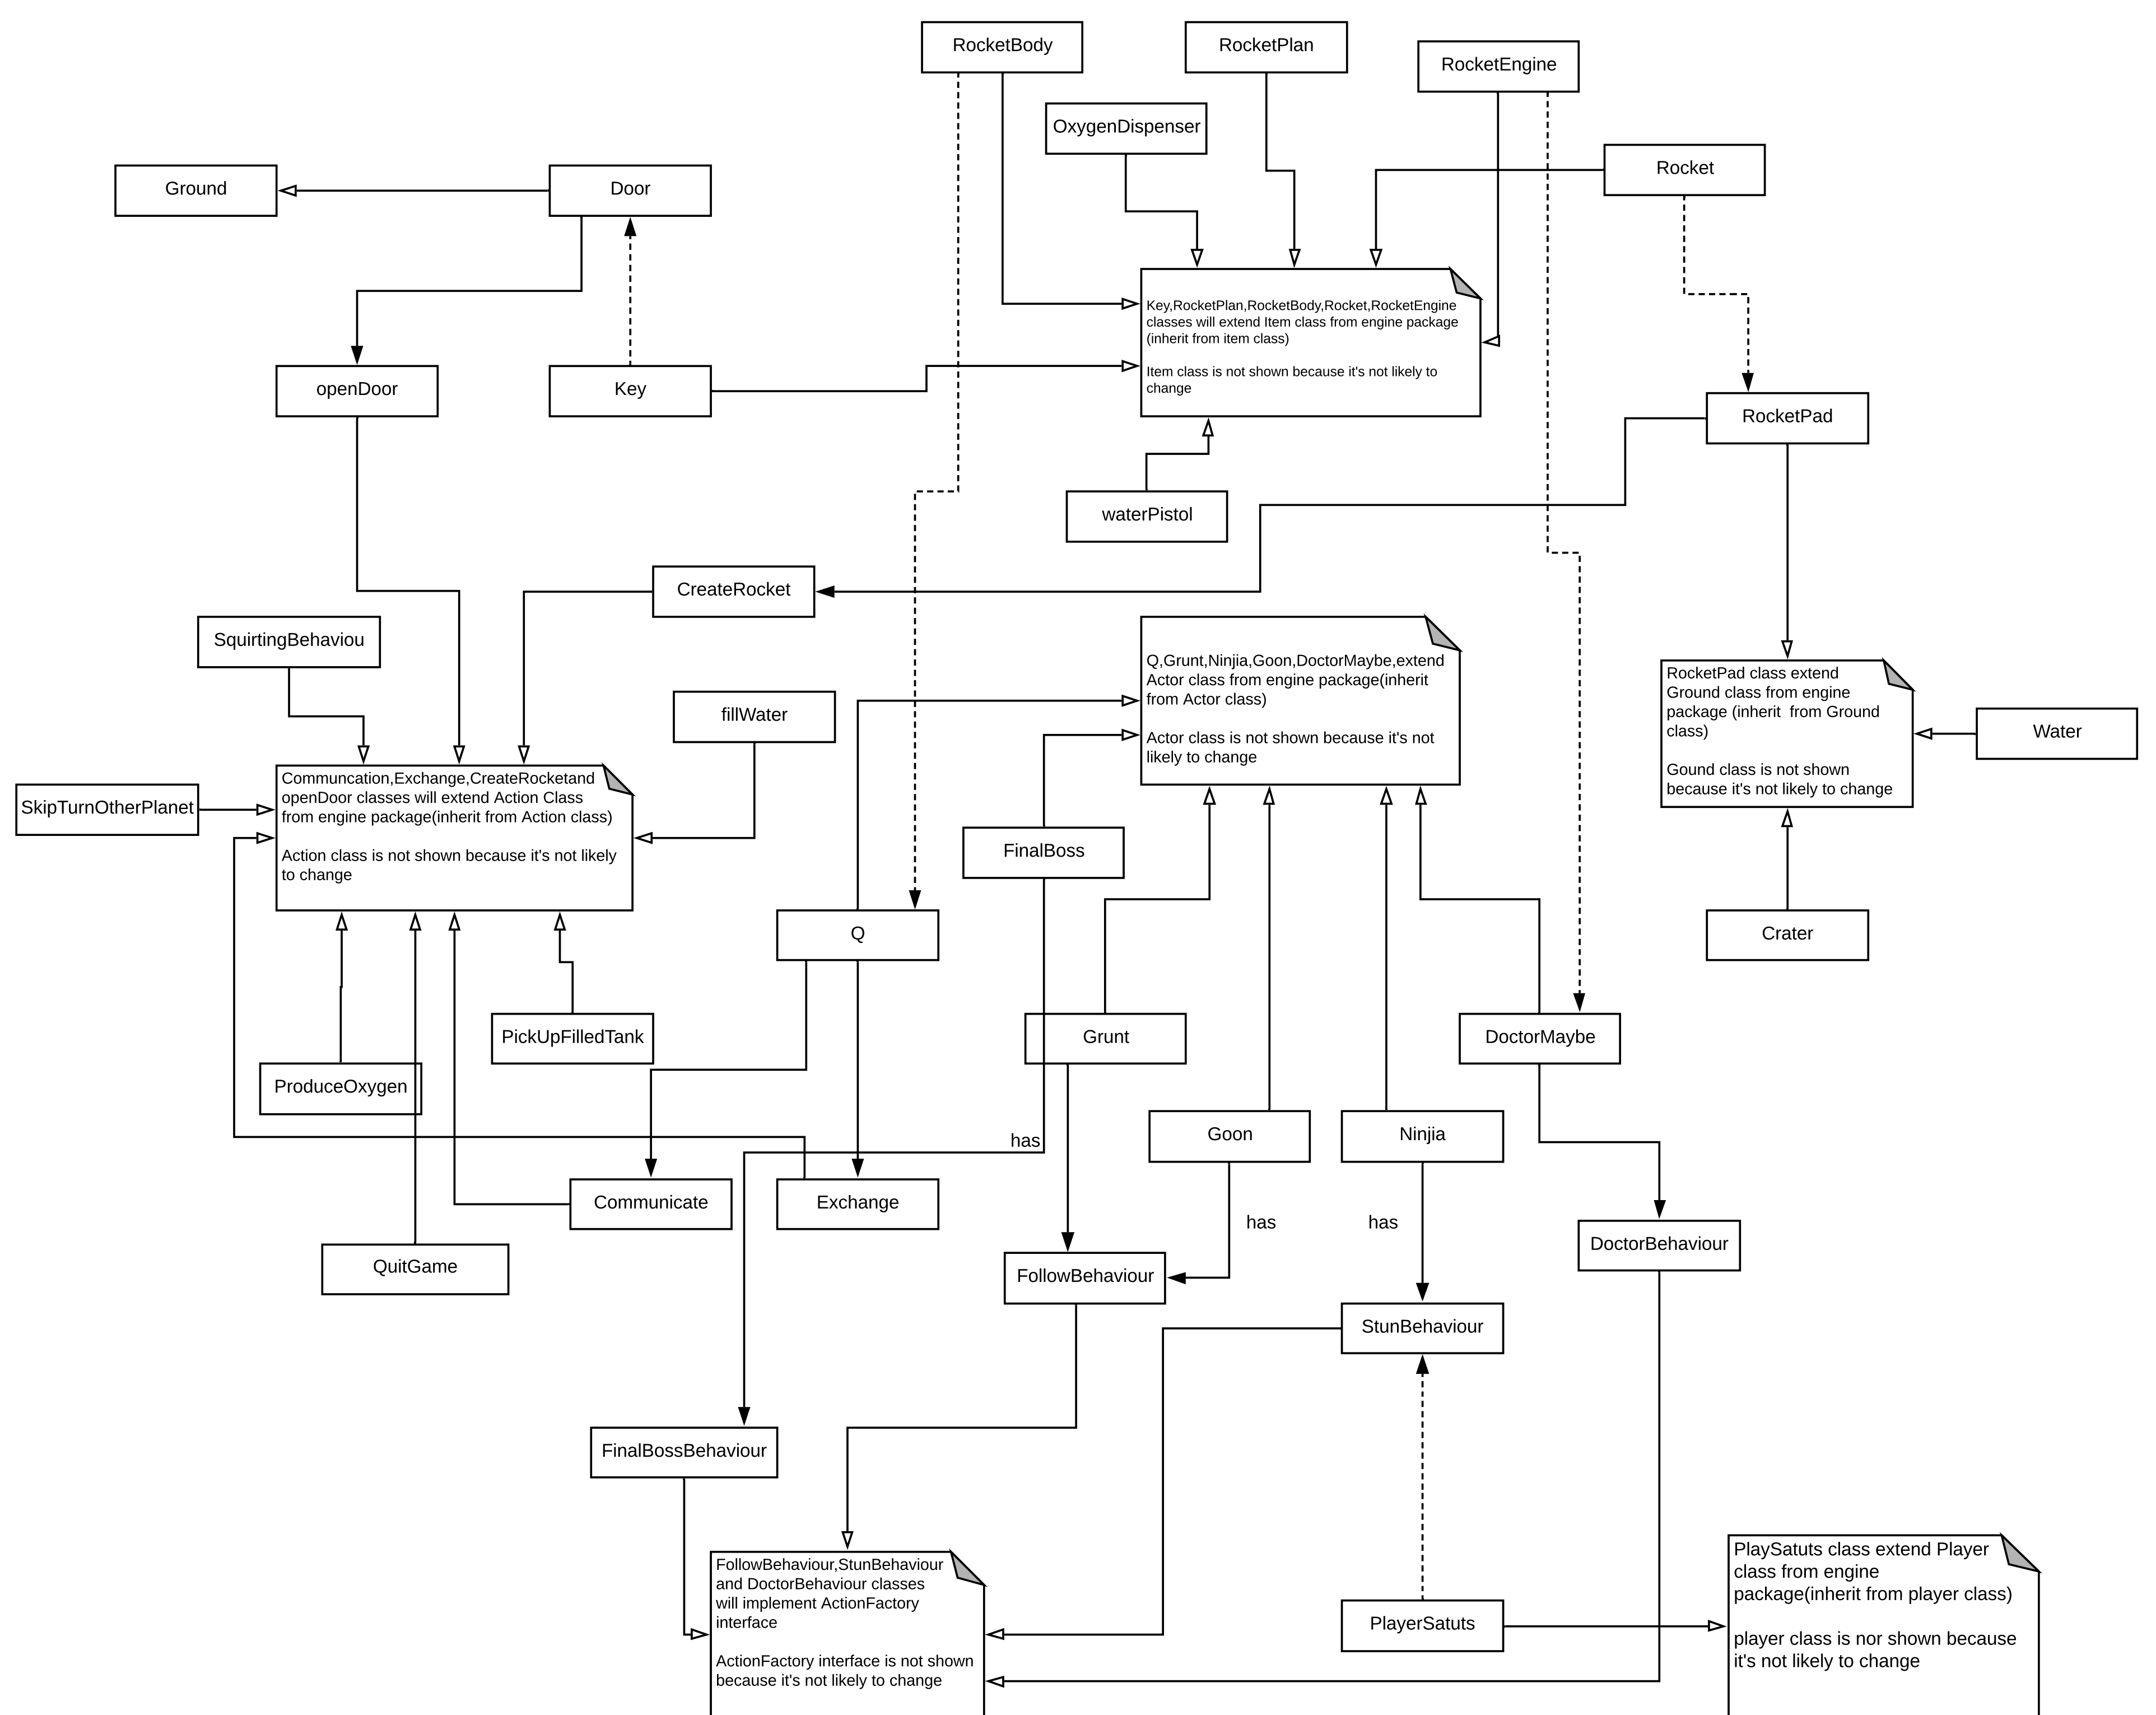 RocketBody
RocketPlan
RocketEngine
OxygenDispenser
Rocket
Ground
Door
Key,RocketPlan,RocketBody,Rocket,RocketEngine
classes will extend Item class from engine package
(inherit from item class)
Item class is not shown because it's not likely to
change
openDoor
Key
RocketPad
waterPistol
CreateRocket
SquirtingBehaviou
Q,Grunt,Ninjia,Goon,DoctorMaybe,extend
Actor class from engine package(inherit
from Actor class)
Actor class is not shown because it's not
likely to change
RocketPad class extend
Ground class from engine
package (inherit  from Ground
class)
Gound class is not shown
because it's not likely to change
fillWater
Water
Communcation,Exchange,CreateRocketand
openDoor classes will extend Action Class
from engine package(inherit from Action class)
Action class is not shown because it's not likely
to change
SkipTurnOtherPlanet
FinalBoss
Q
Crater
PickUpFilledTank
Grunt
DoctorMaybe
ProduceOxygen
Goon
Ninjia
has
Communicate
Exchange
has
has
DoctorBehaviour
QuitGame
FollowBehaviour
StunBehaviour
FinalBossBehaviour
FollowBehaviour,StunBehaviour
and DoctorBehaviour classes
will implement ActionFactory
interface
ActionFactory interface is not shown
because it's not likely to change
PlayerSatuts
PlaySatuts class extend Player
class from engine
package(inherit from player class)
player class is nor shown because
it's not likely to change